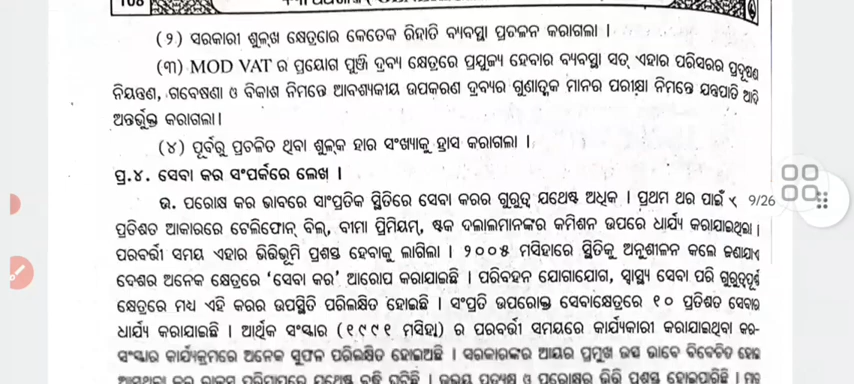 108
(୨) ସରକାରୀ ଶୁଳ୍‌ଖ କ୍ଷେତ୍ରରେ କେତେକ ରିହାତି ବ୍ୟବସ୍ଥା ପ୍ରଚଳନ କରାଗଲା ।
(୩) MOD VAT ର ପ୍ରୟୋଗ ପୁଞ୍ଜି ଦ୍ରବ୍ୟ କ୍ଷେତ୍ରରେ ପ୍ରଯୁଜ୍ୟ ହେବାର ବ୍ୟବସ୍ଥା ସତ୍ ଏହାର ପରିସରର ପ୍ରଦୂଷଣ
ନିୟନ୍ତ୍ରଣ, ଗବେଷଣା ଓ ବିକାଶ ନିମନ୍ତେ ଆବଶ୍ୟକୀୟ ଉପକରଣ ଦ୍ରବ୍ୟର ଗୁଣାତ୍ମକ ମାନର ପରୀକ୍ଷା ନିମନ୍ତେ ଯନ୍ତ୍ରପାତି ଆଦି
ଅନ୍ତର୍ଭୁକ୍ତ କରାଗଲା।
(୪) ପୂର୍ବରୁ ପ୍ରଚଳିତ ଥିବା ଶୁଳ୍‌କ ହାର ସଂଖ୍ୟାକୁ ହ୍ରାସ କରାଗଲା ।
ପ୍ର.୪. ସେବା କର ସଂପର୍କରେ ଲେଖ ।
ଉ. ପରୋକ୍ଷ କର ଭାବରେ ସାଂପ୍ରତିକ ସ୍ଥିତିରେ ସେବା କରର ଗୁରୁତ୍ୱ ଯଥେଷ୍ଟ ଅଧିକ । ପ୍ରଥମ ଥର ପାଇଁ 9/26
ପ୍ରତିଶତ ଆକାରରେ ଟେଲିଫୋନ୍ ବିଲ୍, ବୀମା ପ୍ରିମିୟମ୍, ଷ୍ଟକ ଦଲାଲମାନଙ୍କର କମିଶନ ଉପରେ ଧାର୍ଯ୍ୟ କରାଯାଇଥିଲା।
ପରବର୍ତ୍ତୀ ସମୟ ଏହାର ଭିତ୍ତିଭୂମି ପ୍ରଶସ୍ତ ହେବାକୁ ଲାଗିଲା । ୨୦୦୫ ମସିହାରେ ସ୍ଥିତିକୁ ଅନୁଶୀଳନ କଲେ ଜଣାଯାଏ
ଦେଶର ଅନେକ କ୍ଷେତ୍ରରେ ‘ସେବା କର’ ଆରୋପ କରାଯାଇଛି । ପରିବହନ ଯୋଗାଯୋଗ, ସ୍ୱାସ୍ଥ୍ୟ ସେବା ପରି ଗୁରୁତ୍ୱପୂର୍ଣ୍ଣ
କ୍ଷେତ୍ରରେ ମଧ୍ୟ ଏହି କରର ଉପସ୍ଥିତି ପରିଲକ୍ଷିତ ହୋଇଛି । ସଂପ୍ରତି ଉପରୋକ୍ତ ସେବାକ୍ଷେତ୍ରରେ ୧୦ ପ୍ରତିଶତ ସେବାର
ଧାର୍ଯ୍ୟ କରାଯାଇଛି । ଆର୍ଥିକ ସଂସ୍କାର (୧୯୯୧ ମସିହା) ର ପରବର୍ତ୍ତୀ ସମୟରେ କାର୍ଯ୍ୟକାରୀ କରାଯାଇଥିବା କର-
ସଂସ୍କାର କାର୍ଯ୍ୟକ୍ରମରେ ଅନେକ ସୁଫଳ ପରିଲକ୍ଷିତ ହୋଇଅଛି । ସରକାରଙ୍କର ଆୟର ପ୍ରମୁଖ ଉତ୍ସ ଭାବେ ବିବେଚିତ ହୋଇ